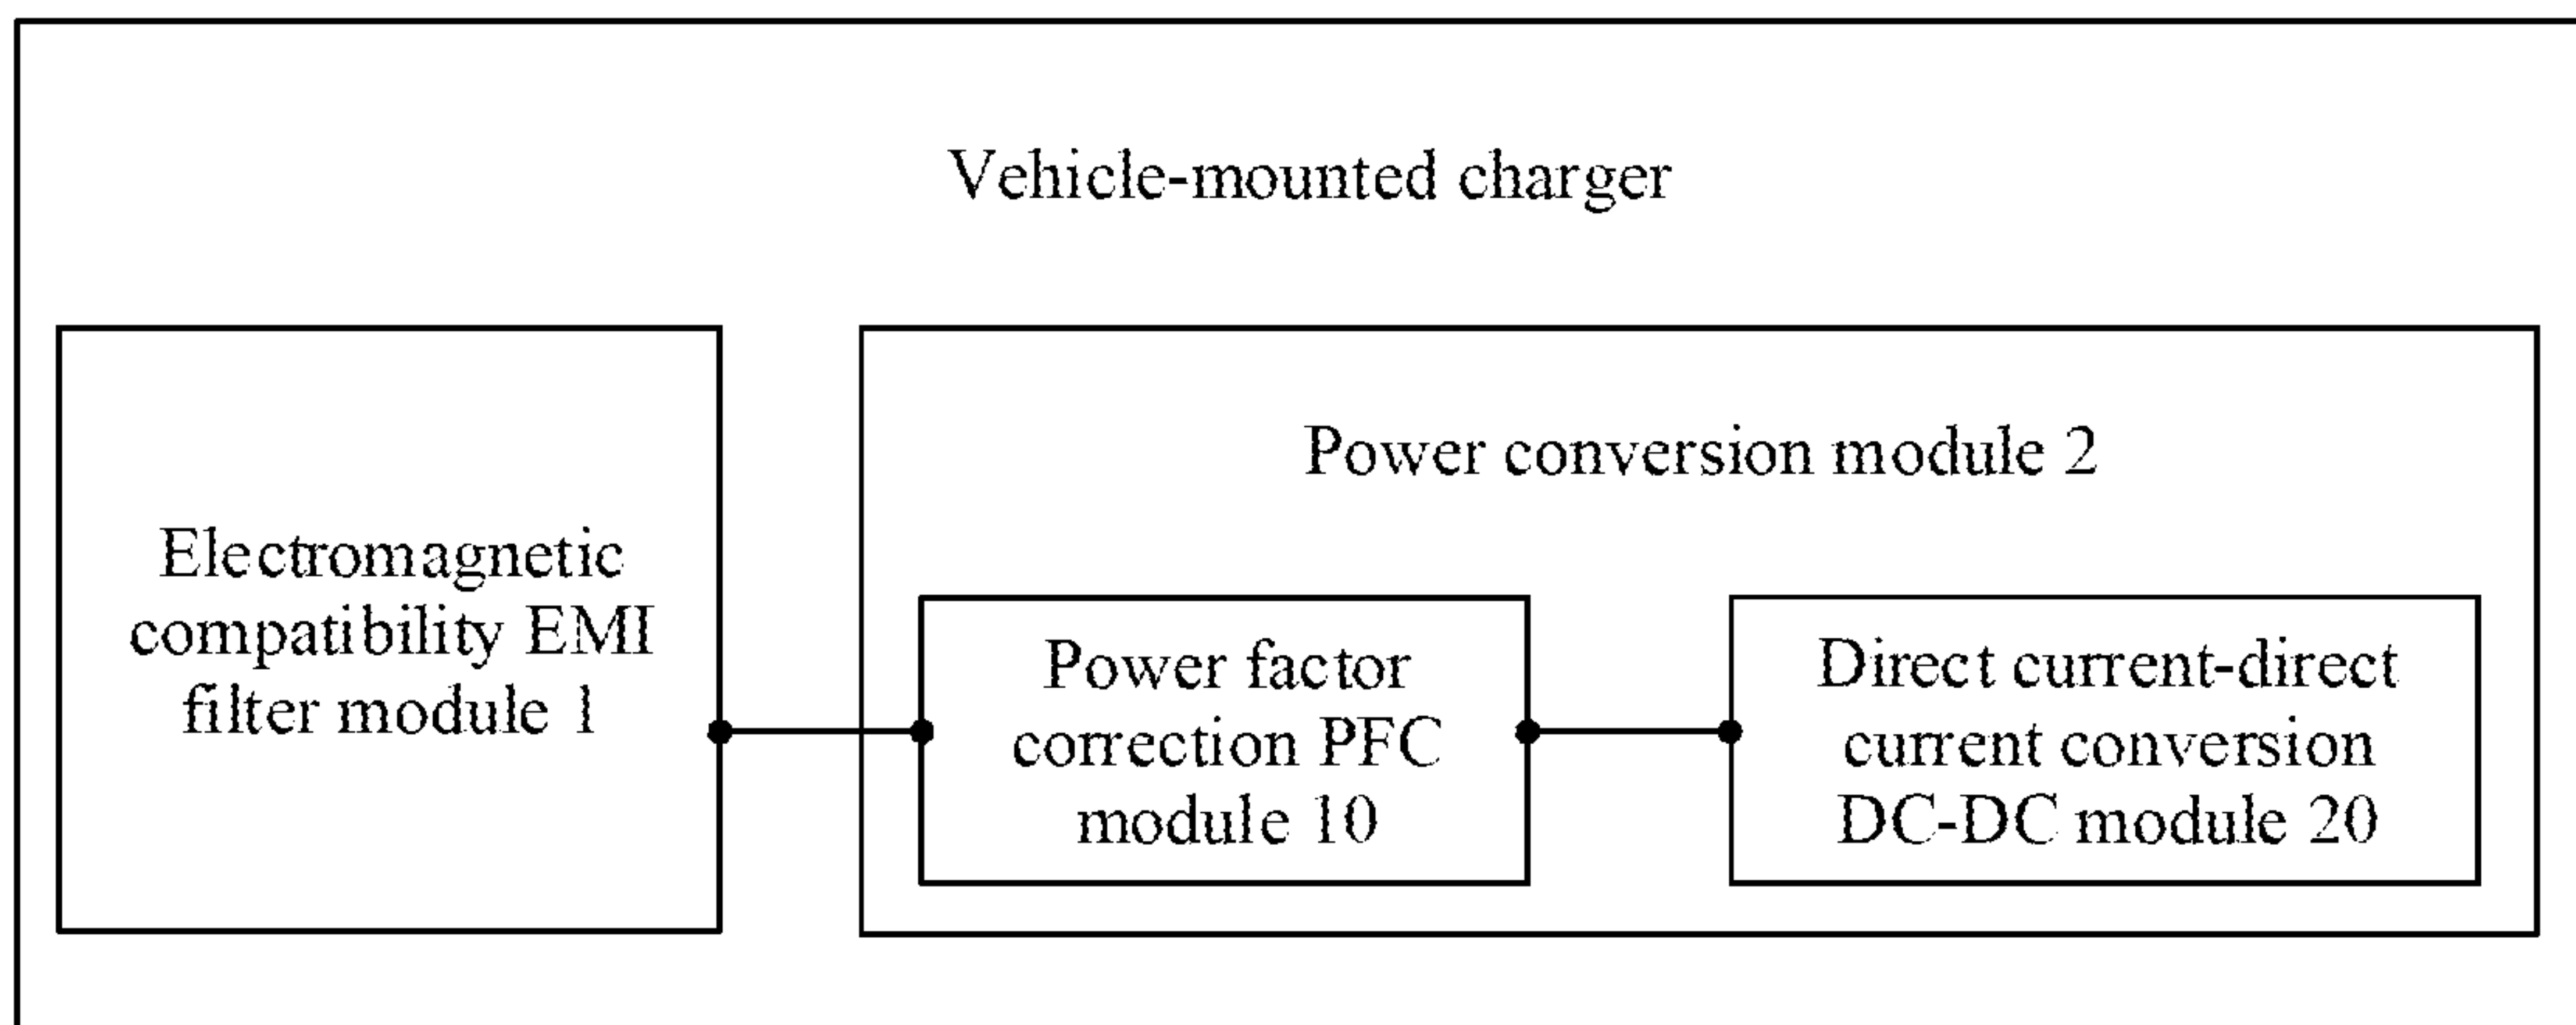 Vehicle-mounted charger
Electromagnetic
compatibility EMI
filter module 1
Power conversion module 2
Power factor
correction PFC
module 10
Direct current-direct
current conversion
DC-DC module 20